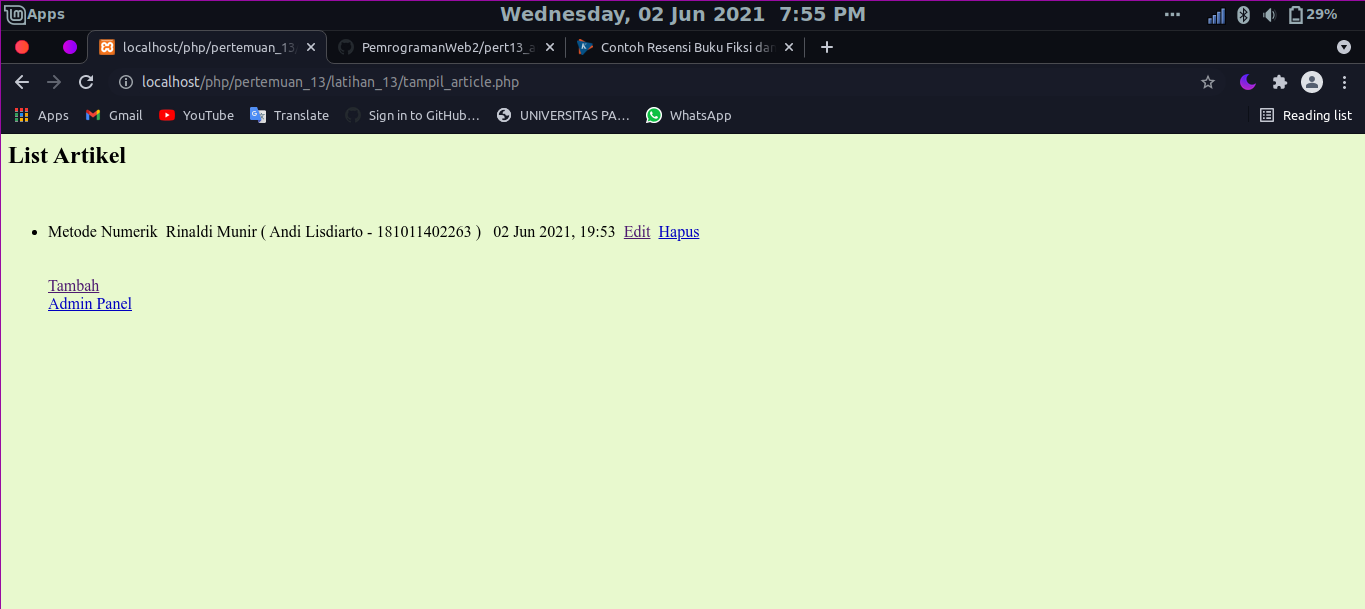 Apps Wednesday, 02 Jun 2021 7:55 PM 29%
localhost/php/pertemuan_13/ PemrogramanWeb2/pert13_a Contoh Resensi Buku Fiksi dan
localhost/php/pertemuan_13/latihan_13/tampil_article.php
Apps Gmail YouTube Translate Sign in to GitHub... UNIVERSITAS PA... WhatsApp Reading list
List Artikel
Metode Numerik Rinaldi Munir ( Andi Lisdiarto - 181011402263 ) 02 Jun 2021, 19:53 Edit Hapus
Tambah
Admin Panel